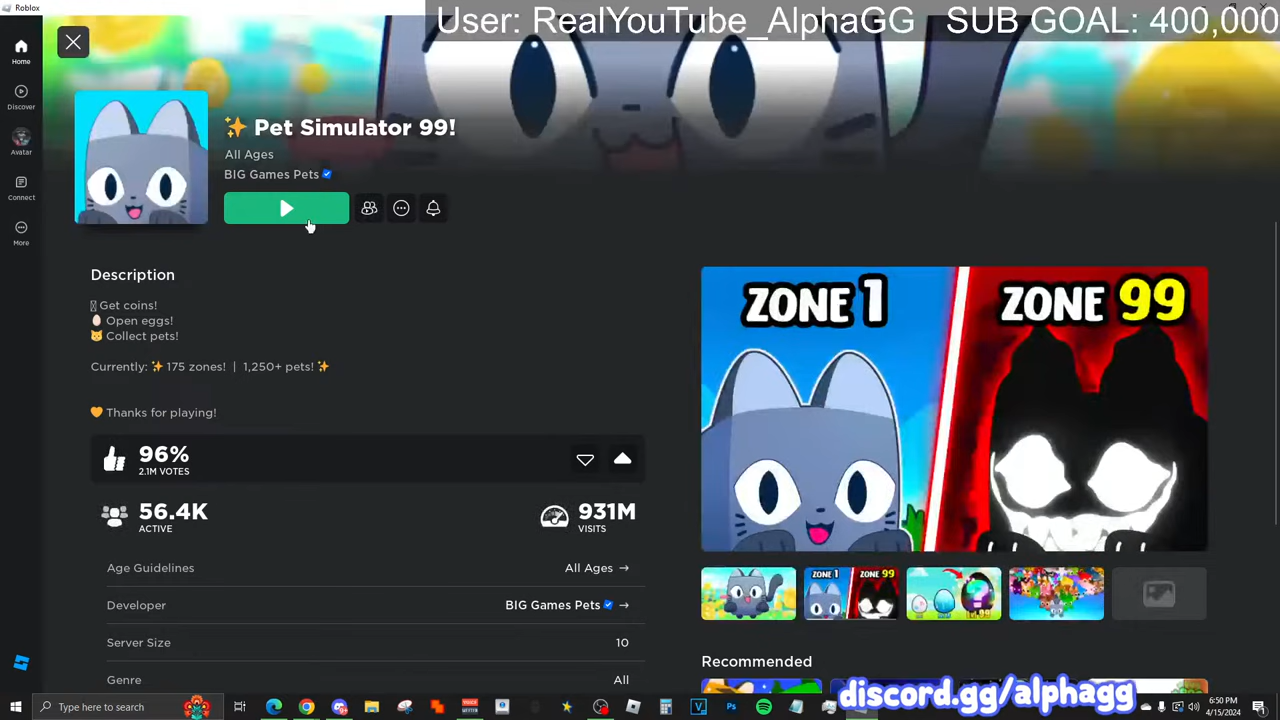 Roblox
User: RealYouTube_AlphaGG SUB GOAL: 400,000
Home
Discover
Avatar
Connect
More
✨ Pet Simulator 99!
All Ages
BIG Games Pets
Description
Get coins!
🥚 Open eggs!
🐱 Collect pets!
Currently: ✨ 175 zones! | 1,250+ pets! ✨
🧡 Thanks for playing!
96%
2.1M VOTES
56.4K
ACTIVE
931M
VISITS
Age Guidelines All Ages →
Developer BIG Games Pets →
Server Size 10
Genre All
ZONE 1
ZONE 99
ZONE 1
ZONE 99
Recommended
discord.gg/alphagg
Type here to search
6:50 PM
4/15/2024